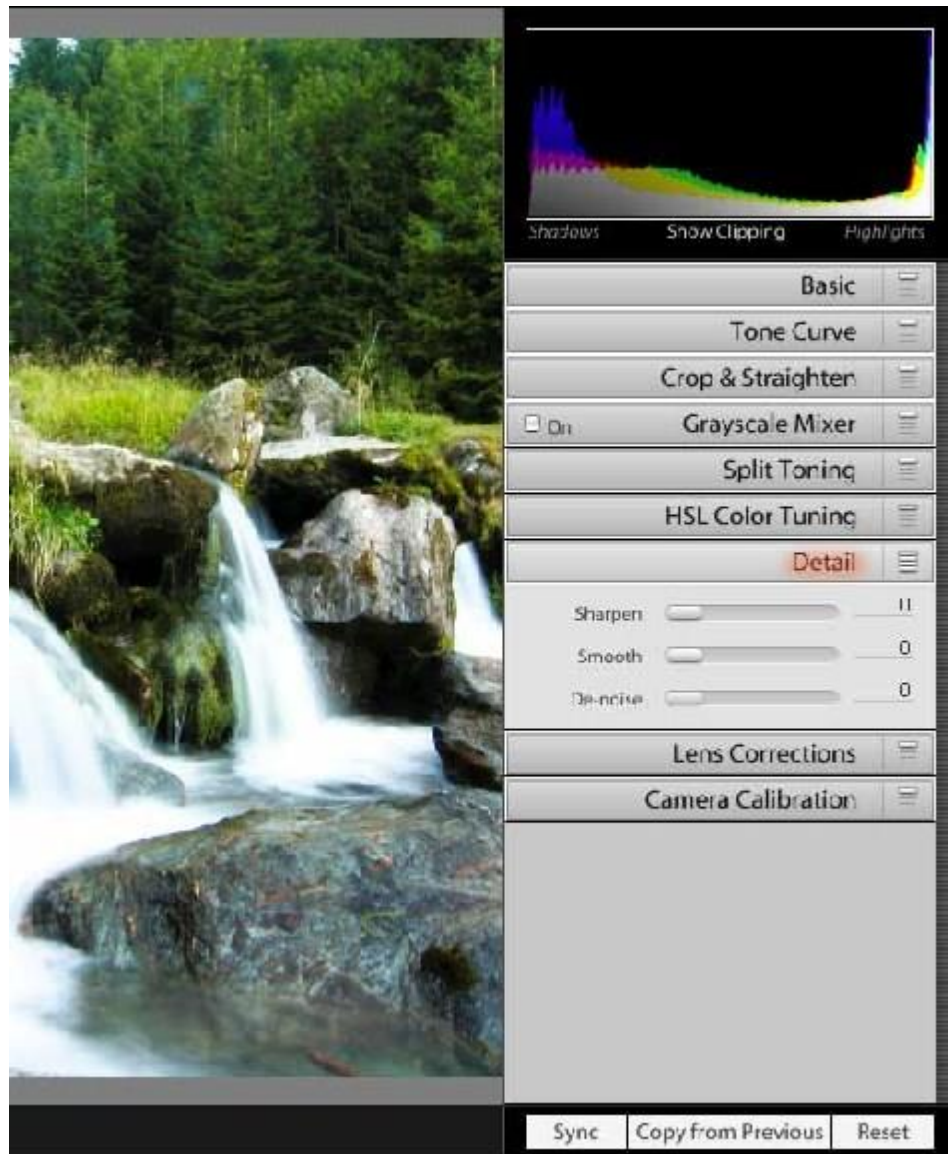 Shadows Show Clipping Highlights
Basic
Tone Curve
Crop & Straighten
On Grayscale Mixer
Split Toning
HSL Color Tuning
Detail
Sharpen
Smooth 0
De-noise 0
Lens Corrections
Camera Calibration
Sync Copy from Previous Reset